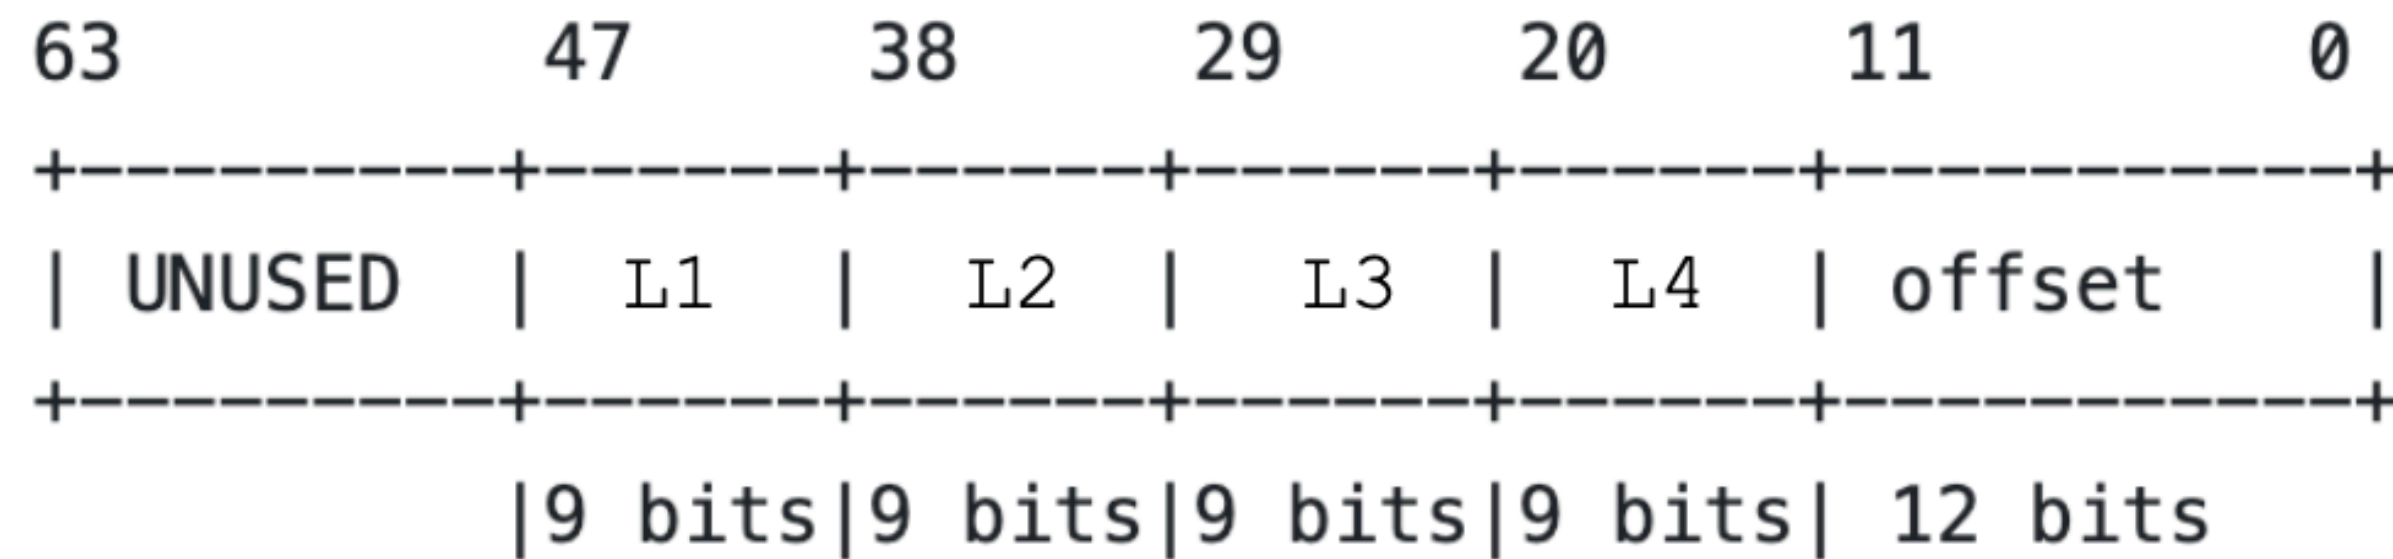 63         47     38     29     20     11         0
+----------+------+------+------+------+-----------+
| UNUSED | L1 | L2 | L3 | L4 | offset |
+----------+------+------+------+------+-----------+
|9 bits|9 bits|9 bits|9 bits| 12 bits